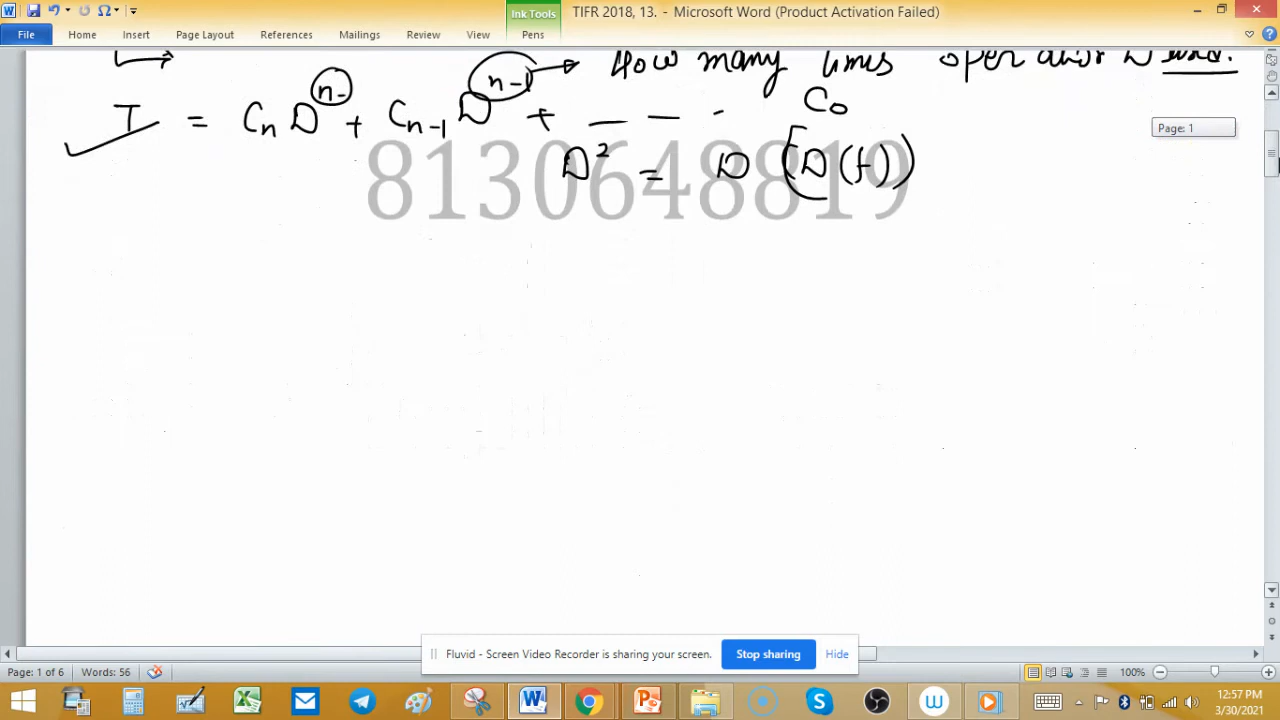 Ink Tools
TIFR 2018, 13. - Microsoft Word (Product Activation Failed)
File Home Insert Page Layout References Mailings Review View Pens
How many times operator D used.
T = CnD^n + Cn-1 D^n-1 + _ _ . C0
D² = D (D(f))
8130648819
Page: 1
Fluvid - Screen Video Recorder is sharing your screen. Stop sharing Hide
Page: 1 of 6 Words: 56 100%
12:57 PM
3/30/2021